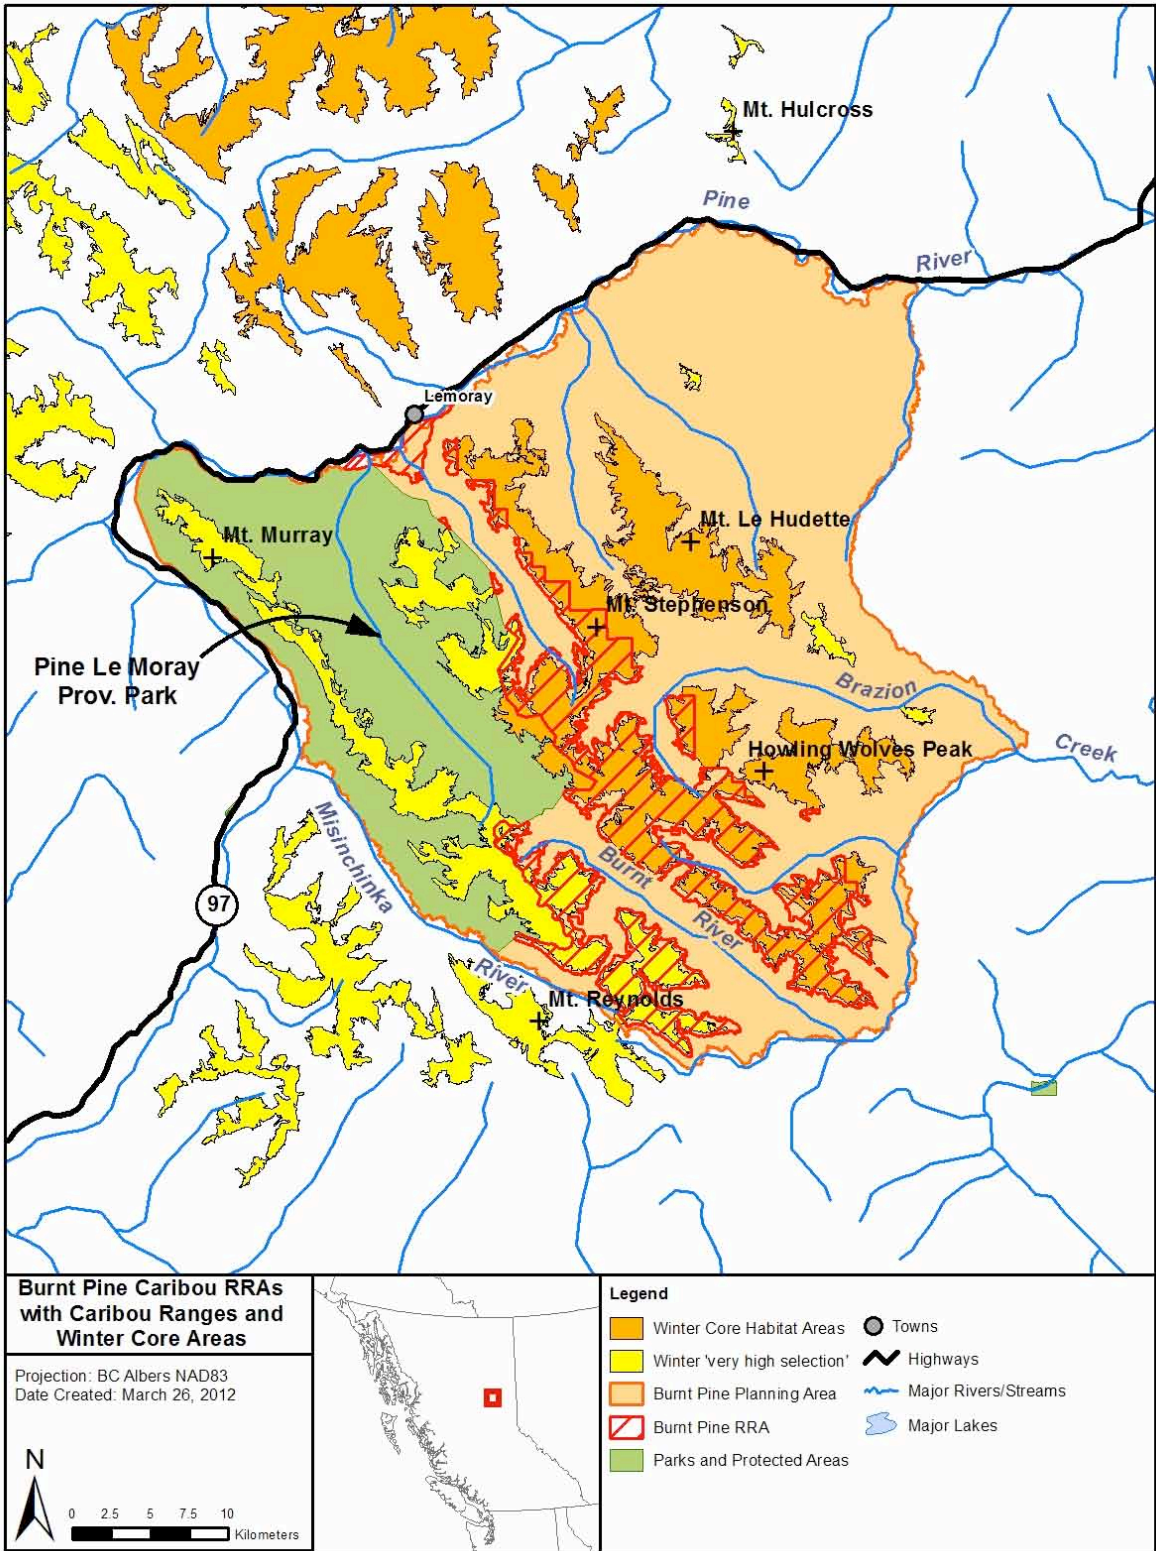 Mt. Hulcross
Pine
River
Lemoray
Mt. Le Hudette
Mt. Murray
Mt. Stephenson
Pine Le Moray
Prov. Park
Brazion
Creek
Howling Wolves Peak
Misinchinka
River
Burnt
River
97
Mt. Reynolds
Burnt Pine Caribou RRAs
with Caribou Ranges and
Winter Core Areas
Projection: BC Albers NAD83
Date Created: March 26, 2012
N
0 2.5 5 7.5 10
Kilometers
Legend
Winter Core Habitat Areas
Winter 'very high selection'
Burnt Pine Planning Area
Burnt Pine RRA
Parks and Protected Areas
Towns
Highways
Major Rivers/Streams
Major Lakes